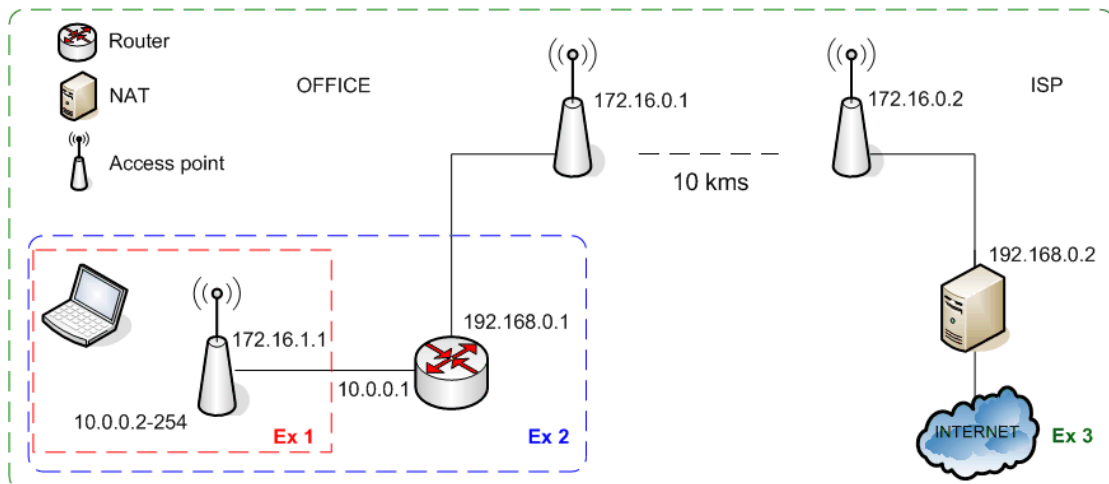 Router
NAT
Access point
OFFICE
172.16.0.1
172.16.0.2
ISP
10 kms
192.168.0.2
192.168.0.1
172.16.1.1
10.0.0.1
10.0.0.2-254
Ex 1
Ex 2
INTERNET
Ex 3